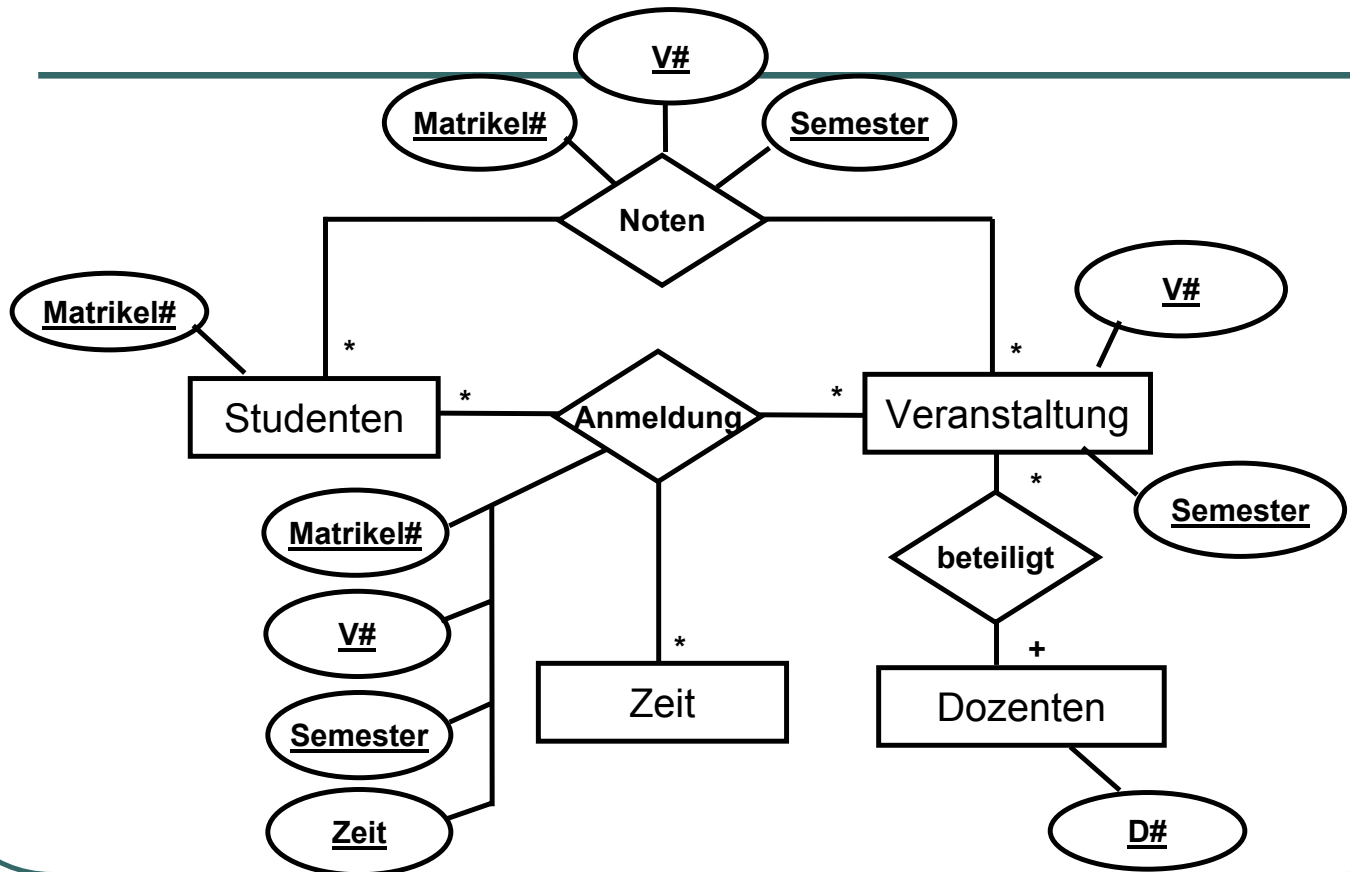 V#
Matrikel#
Semester
Noten
V#
Matrikel#
*
*
Studenten
*
Anmeldung
*
Veranstaltung
*
Semester
Matrikel#
beteiligt
V#
*
+
Zeit
Dozenten
Semester
Zeit
D#